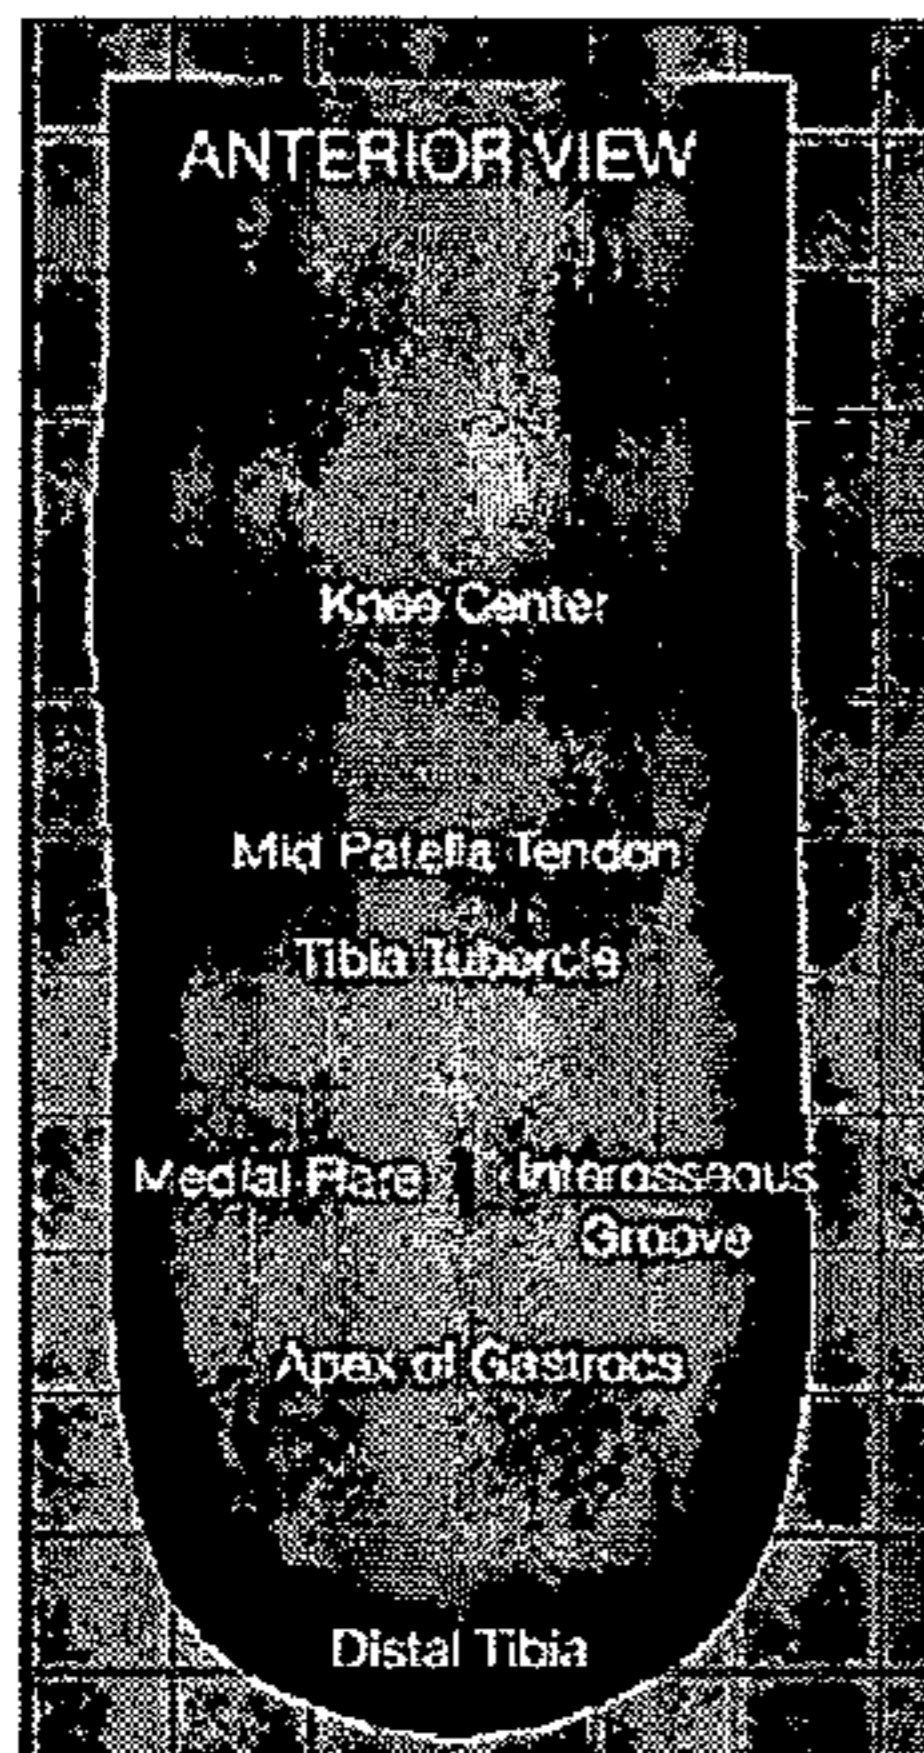 ANTERIOR VIEW
Knee Center
Mid Patella Tendon
Tibia Tubercle
Medial Flare Interosseous
Groove
Apex of Gastrocs
Distal Tibia